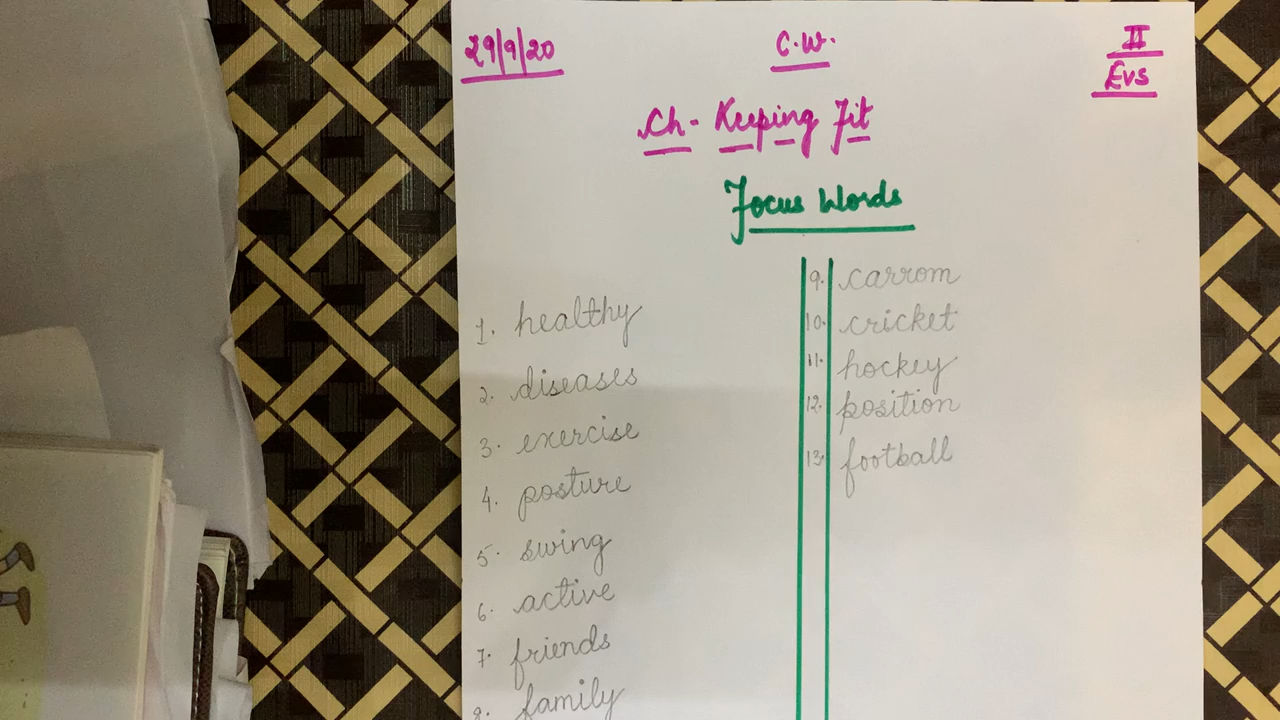 29/9/20 C.W. II
Evs
Ch- Keeping Fit
Focus Words
1. healthy
2. diseases
3. exercise
4. posture
5. swing
6. active
7. friends
8. family
9. carrom
10. cricket
11. hockey
12. position
13. football